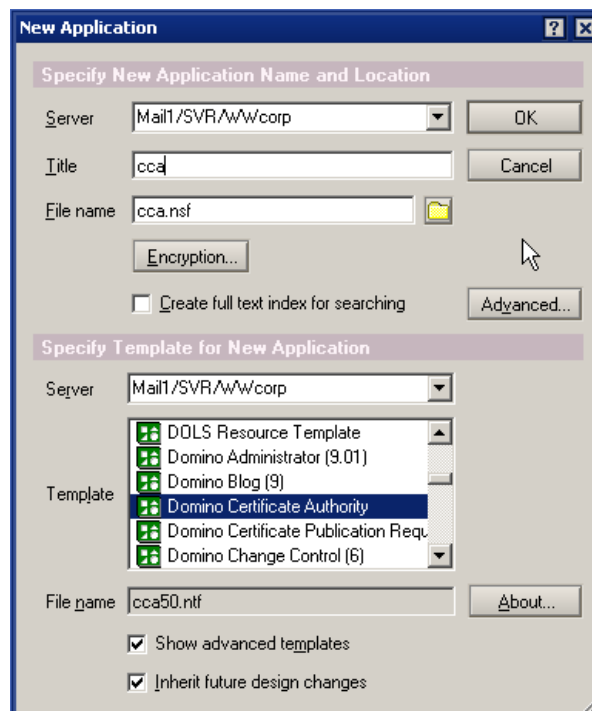 New Application
Specify New Application Name and Location
Server Mail1/SVR/WWcorp OK
Title cca Cancel
File name cca.nsf
Encryption...
Create full text index for searching Advanced...
Specify Template for New Application
Server Mail1/SVR/WWcorp
DOLS Resource Template
Domino Administrator (9.01)
Domino Blog (9)
Template Domino Certificate Authority
Domino Certificate Publication Requ
Domino Change Control (6)
File name cca50.ntf About...
Show advanced templates
Inherit future design changes